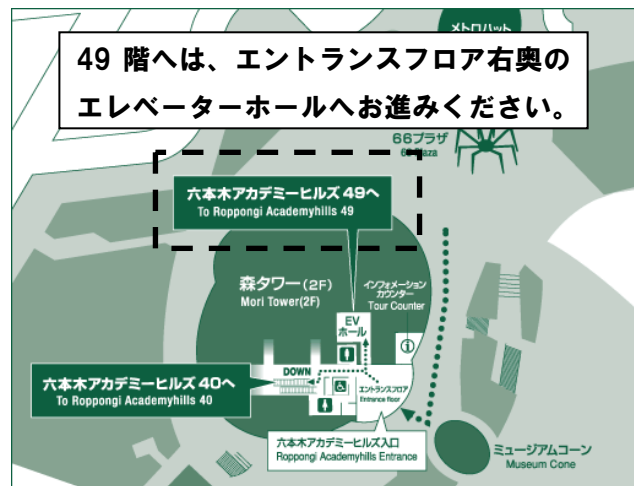 メトロハット
49 階へは、エントランスフロア右奥の
エレベーターホールへお進みください。
66プラザ
六本木アカデミーヒルズ 49へ
To Roppongi Academyhills 49
森タワー(2F)
Mori Tower(2F)
インフォメーション
カウンター
Tour Counter
EV
ホール
DOWN
六本木アカデミーヒルズ 40へ
To Roppongi Academyhills 40
エントランスフロア
Entrance floor
六本木アカデミーヒルズ入口
Roppongi Academyhills Entrance
ミュージアムコーン
Museum Cone